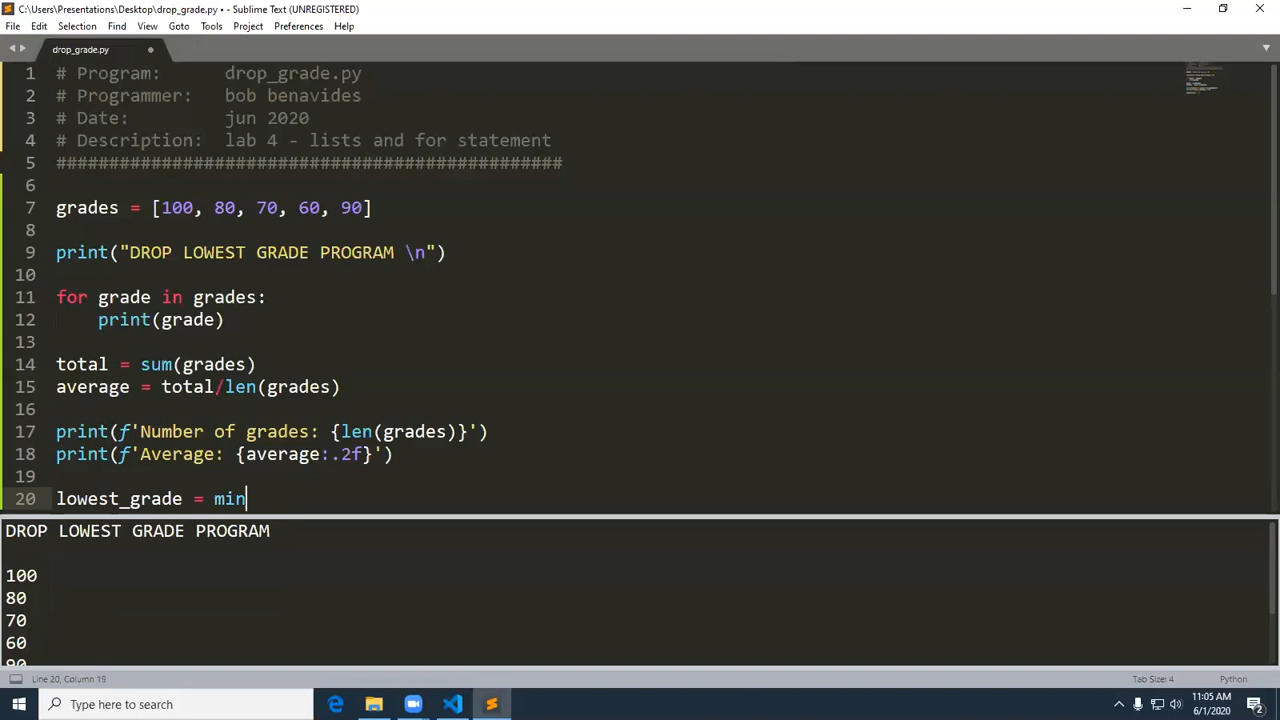 C:\Users\Presentations\Desktop\drop_grade.py • - Sublime Text (UNREGISTERED)
File Edit Selection Find View Goto Tools Project Preferences Help
drop_grade.py
1 # Program: drop_grade.py
2 # Programmer: bob benavides
3 # Date: jun 2020
4 # Description: lab 4 - lists and for statement
5 ################################################
6
7 grades = [100, 80, 70, 60, 90]
8
9 print("DROP LOWEST GRADE PROGRAM \n")
10
11 for grade in grades:
12     print(grade)
13
14 total = sum(grades)
15 average = total/len(grades)
16
17 print(f'Number of grades: {len(grades)}')
18 print(f'Average: {average:.2f}')
19
20 lowest_grade = min
DROP LOWEST GRADE PROGRAM
100
80
70
60
90
Line 20, Column 19 Tab Size: 4 Python
Type here to search
11:05 AM
6/1/2020
2